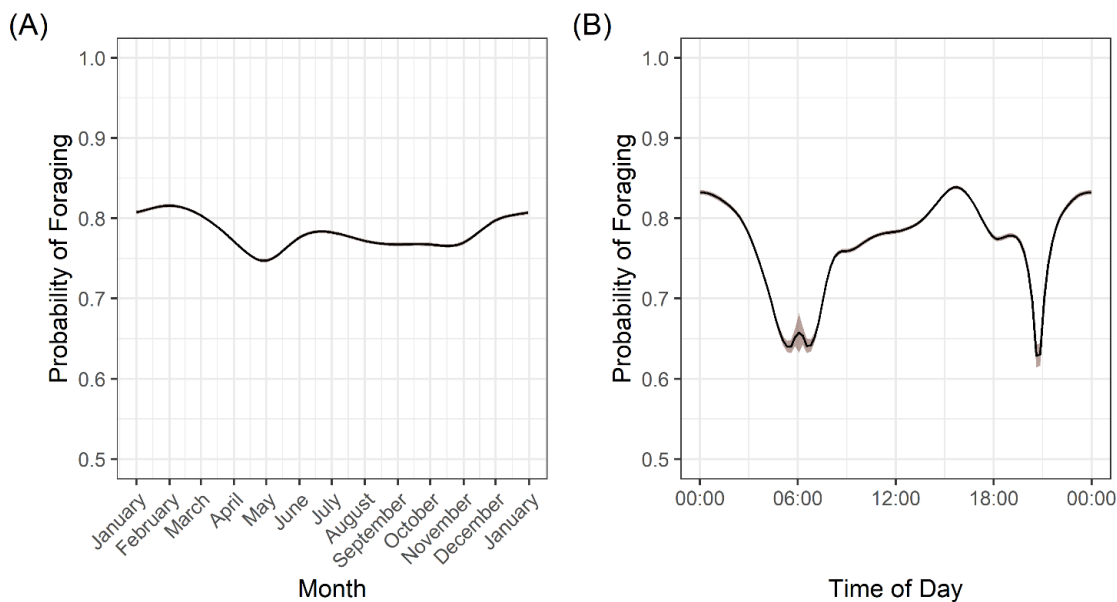 (A)
Probability of Foraging
1.0
0.9
0.8
0.7
0.6
0.5
January
February
March
April
May
June
July
August
September
October
November
December
January
Month
(B)
Probability of Foraging
1.0
0.9
0.8
0.7
0.6
0.5
00:00
06:00
12:00
18:00
00:00
Time of Day